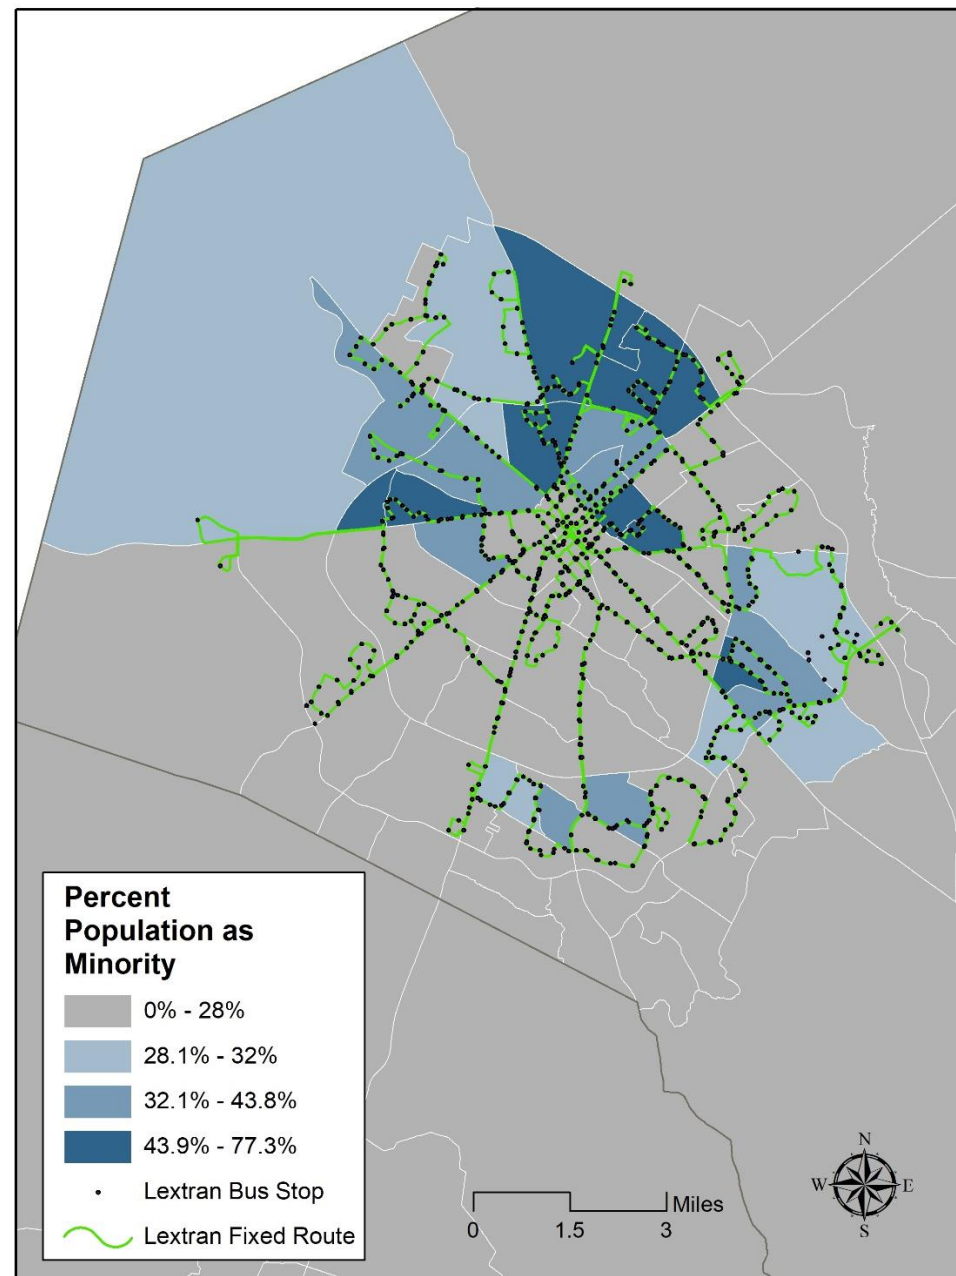 Percent
Population as
Minority
0% - 28%
28.1% - 32%
32.1% - 43.8%
43.9% - 77.3%
Lextran Bus Stop
Lextran Fixed Route
Miles
0 1.5 3
N
W E
S